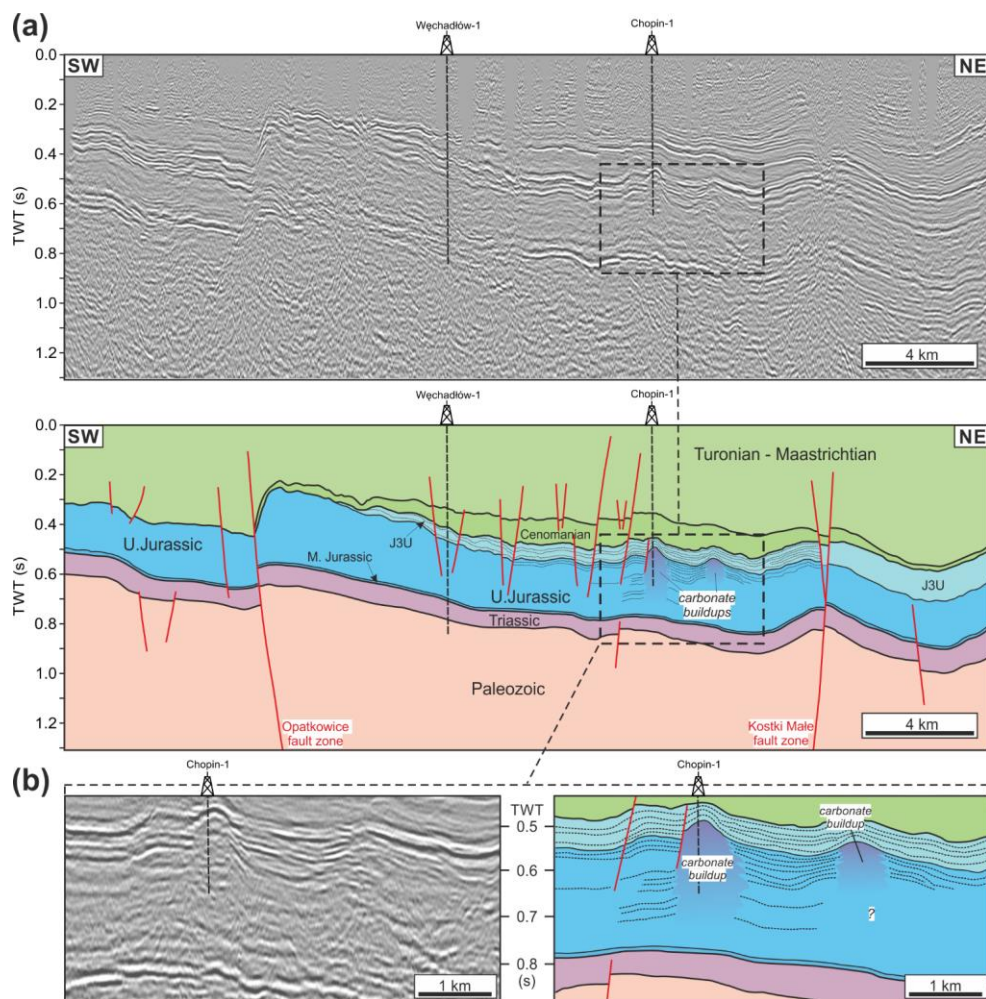 (a)
Węchadłów-1
Chopin-1
SW
NE
0.0
0.2
0.4
0.6
0.8
1.0
1.2
TWT (s)
4 km
Węchadłów-1
Chopin-1
SW
NE
0.0
0.2
0.4
0.6
0.8
1.0
1.2
TWT (s)
Turonian - Maastrichtian
Cenomanian
U.Jurassic
J3U
M. Jurassic
U.Jurassic
carbonate
buildups
J3U
Triassic
Paleozoic
Opatkowice
fault zone
Kostki Małe
fault zone
4 km
(b)
Chopin-1
Chopin-1
TWT
0.5
0.6
0.7
0.8
(s)
carbonate
buildup
carbonate
buildup
?
1 km
1 km